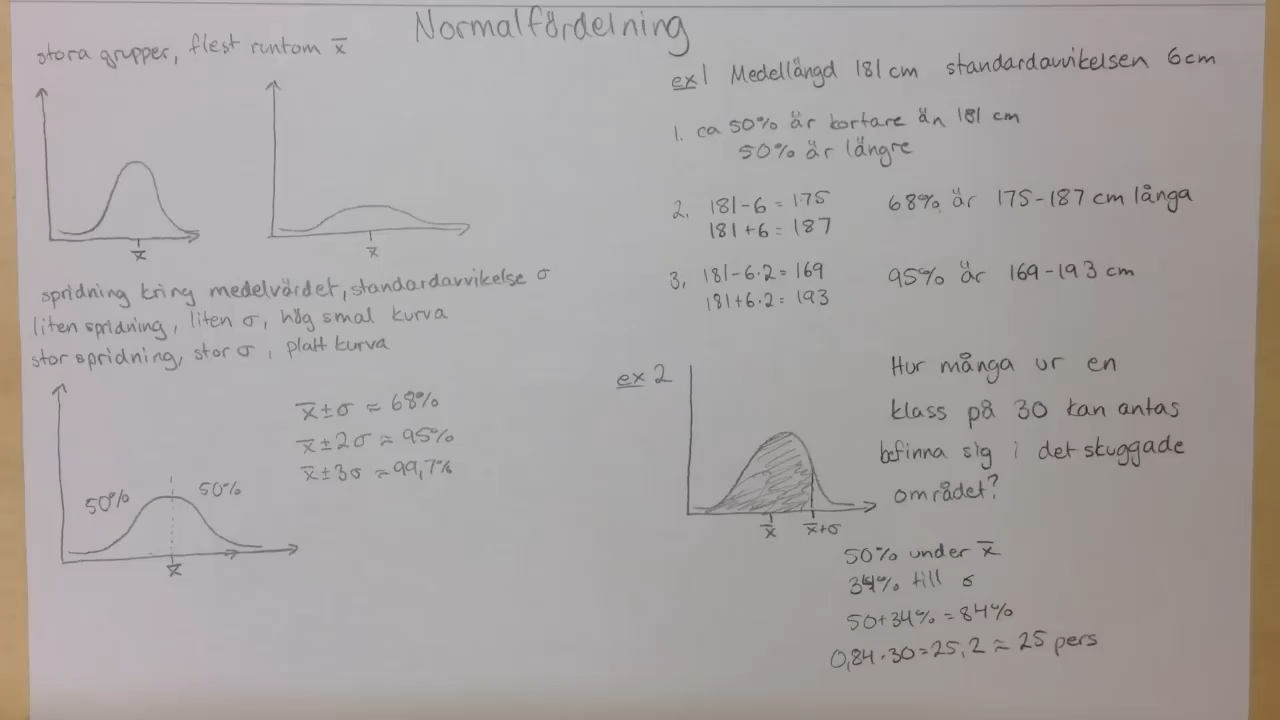 Normalfördelning
stora grupper, flest runtom x̄
x̄
x̄
spridning kring medelvärdet, standardavvikelse σ
liten spridning, liten σ, hög smal kurva
stor spridning, stor σ, platt kurva
50% 50%
x̄
x̄±σ ≈ 68%
x̄±2σ ≈ 95%
x̄±3σ ≈ 99,7%
ex1 Medellängd 181 cm standardavvikelsen 6cm
1. ca 50% är kortare än 181 cm
50% är längre
2. 181-6 = 175 68% är 175-187 cm långa
181+6 = 187
3. 181-6·2 = 169 95% är 169-193 cm
181+6·2 = 193
ex 2
x̄ x̄+σ
Hur många ur en
klass på 30 kan antas
befinna sig i det skuggade
området?
50% under x̄
34% till σ
50+34% = 84%
0,84·30=25,2 ≈ 25 pers